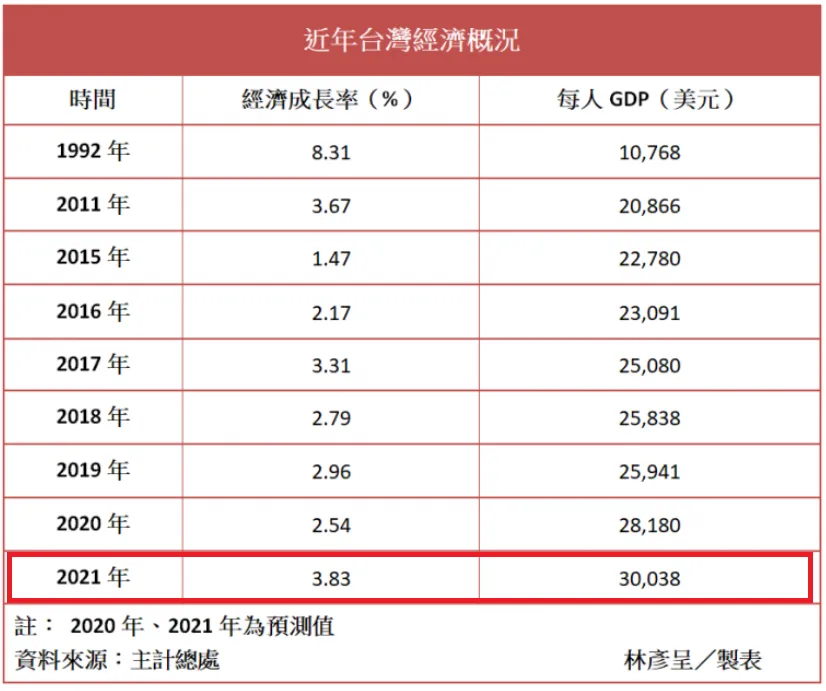 近年台灣經濟概況
時間 經濟成長率（%） 每人 GDP（美元）
1992 年 8.31 10,768
2011 年 3.67 20,866
2015 年 1.47 22,780
2016 年 2.17 23,091
2017 年 3.31 25,080
2018 年 2.79 25,838
2019 年 2.96 25,941
2020 年 2.54 28,180
2021 年 3.83 30,038
註： 2020 年、2021 年為預測值
資料來源：主計總處 林彥呈／製表